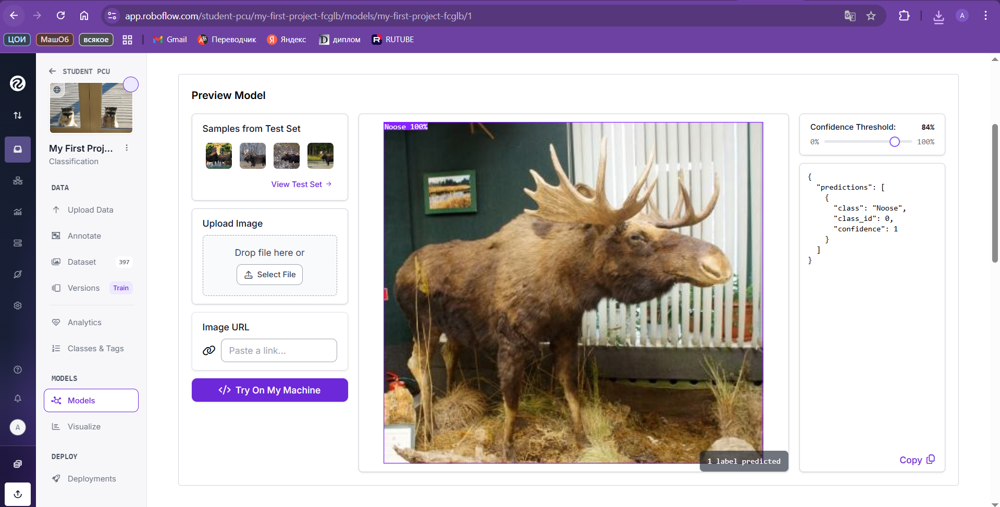 app.roboflow.com/student-pcu/my-first-project-fcglb/models/my-first-project-fcglb/1
A
ЦОИ
МашОб
всякое
Gmail
Переводчик
Яндекс
диплом
RUTUBE
STUDENT PCU
My First Proj...
Classification
DATA
Upload Data
Annotate
Dataset 397
Versions Train
Analytics
Classes & Tags
MODELS
Models
Visualize
DEPLOY
Deployments
A
Preview Model
Samples from Test Set
View Test Set →
Upload Image
Drop file here or
Select File
Image URL
Paste a link...
</> Try On My Machine
Noose 100%
1 label predicted
Confidence Threshold: 84%
0% 100%
{
"predictions": [
{
"class": "Noose",
"class_id": 0,
"confidence": 1
}
]
}
Copy